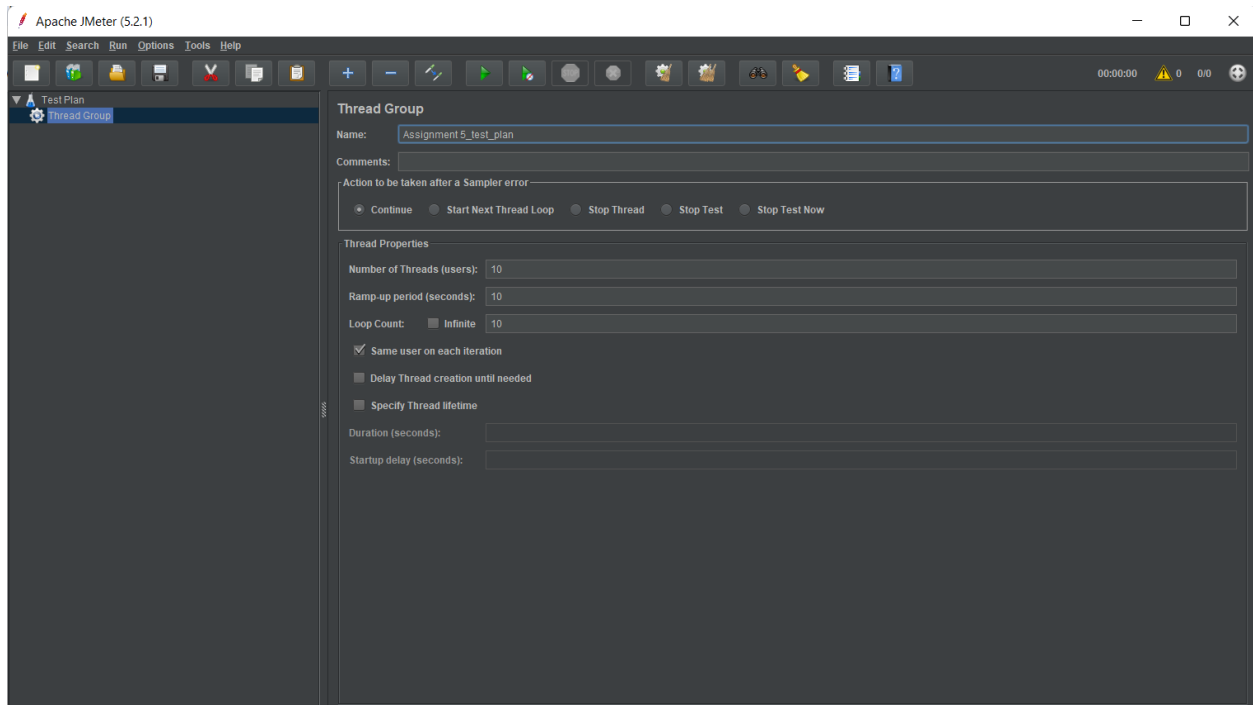 Apache JMeter (5.2.1)
File Edit Search Run Options Tools Help
00:00:00 0 0/0
Test Plan
Thread Group
Thread Group
Name: Assignment 5_test_plan
Comments:
Action to be taken after a Sampler error
Continue Start Next Thread Loop Stop Thread Stop Test Stop Test Now
Thread Properties
Number of Threads (users): 10
Ramp-up period (seconds): 10
Loop Count: Infinite 10
Same user on each iteration
Delay Thread creation until needed
Specify Thread lifetime
Duration (seconds):
Startup delay (seconds):